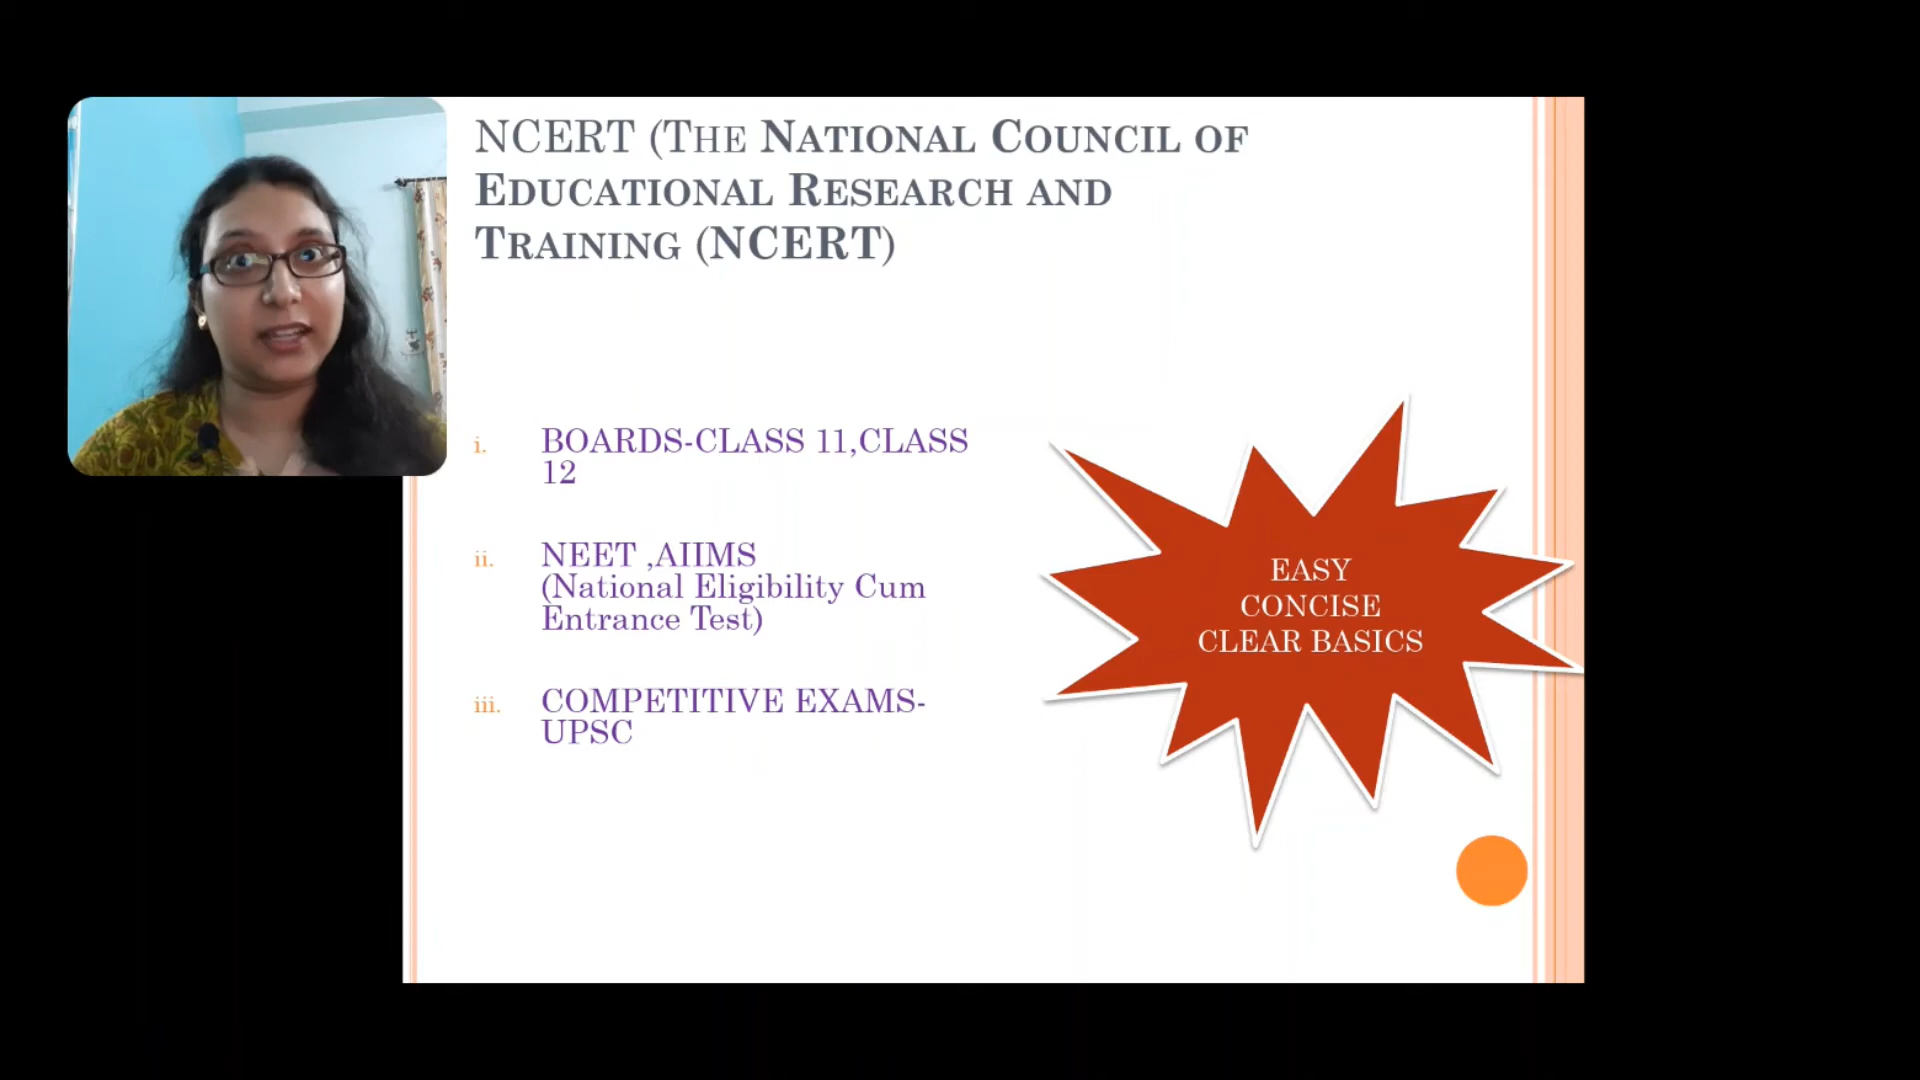 NCERT (THE NATIONAL COUNCIL OF
EDUCATIONAL RESEARCH AND
TRAINING (NCERT)
i. BOARDS-CLASS 11,CLASS
12
ii. NEET ,AIIMS
(National Eligibility Cum
Entrance Test)
iii. COMPETITIVE EXAMS-
UPSC
EASY
CONCISE
CLEAR BASICS